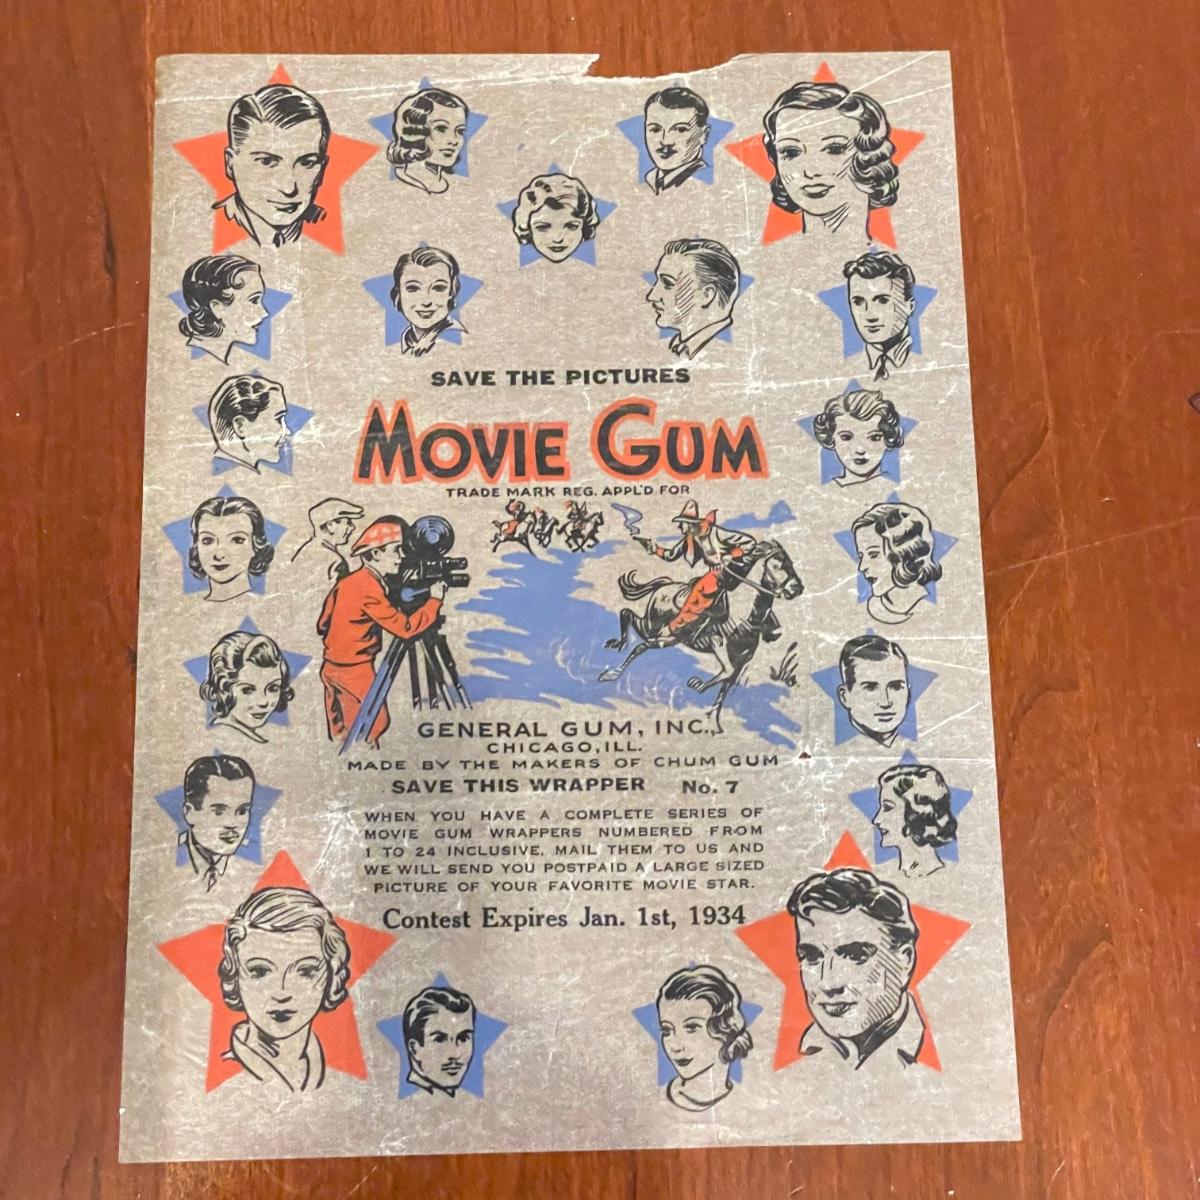 SAVE THE PICTURES
MOVIE GUM
TRADE MARK REG. APPL'D FOR
GENERAL GUM, INC.,
CHICAGO, ILL.
MADE BY THE MAKERS OF CHUM GUM
SAVE THIS WRAPPER No. 7
WHEN YOU HAVE A COMPLETE SERIES OF
MOVIE GUM WRAPPERS NUMBERED FROM
1 TO 24 INCLUSIVE, MAIL THEM TO US AND
WE WILL SEND YOU POSTPAID A LARGE SIZED
PICTURE OF YOUR FAVORITE MOVIE STAR.
Contest Expires Jan. 1st, 1934